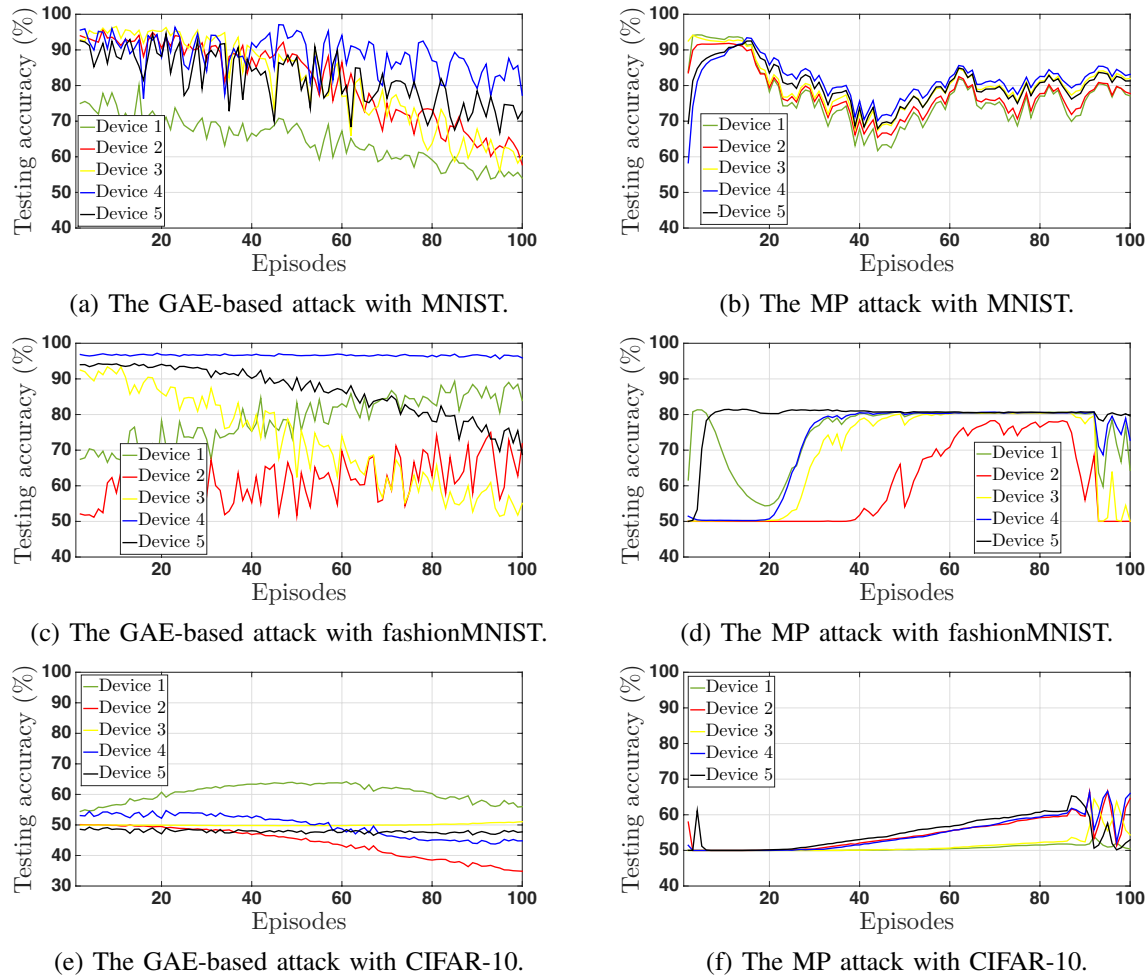 Testing accuracy (%)
100
90
80
70
60
50
40
Device 1
Device 2
Device 3
Device 4
Device 5
20
40
60
80
100
Episodes
(a) The GAE-based attack with MNIST.
Testing accuracy (%)
100
90
80
70
60
50
40
Device 1
Device 2
Device 3
Device 4
Device 5
20
40
60
80
100
Episodes
(b) The MP attack with MNIST.
Testing accuracy (%)
100
90
80
70
60
50
40
Device 1
Device 2
Device 3
Device 4
Device 5
20
40
60
80
100
Episodes
(c) The GAE-based attack with fashionMNIST.
Testing accuracy (%)
100
90
80
70
60
50
40
Device 1
Device 2
Device 3
Device 4
Device 5
20
40
60
80
100
Episodes
(d) The MP attack with fashionMNIST.
Testing accuracy (%)
100
90
80
70
60
50
40
30
Device 1
Device 2
Device 3
Device 4
Device 5
20
40
60
80
100
Episodes
(e) The GAE-based attack with CIFAR-10.
Testing accuracy (%)
100
90
80
70
60
50
40
Device 1
Device 2
Device 3
Device 4
Device 5
20
40
60
80
100
Episodes
(f) The MP attack with CIFAR-10.